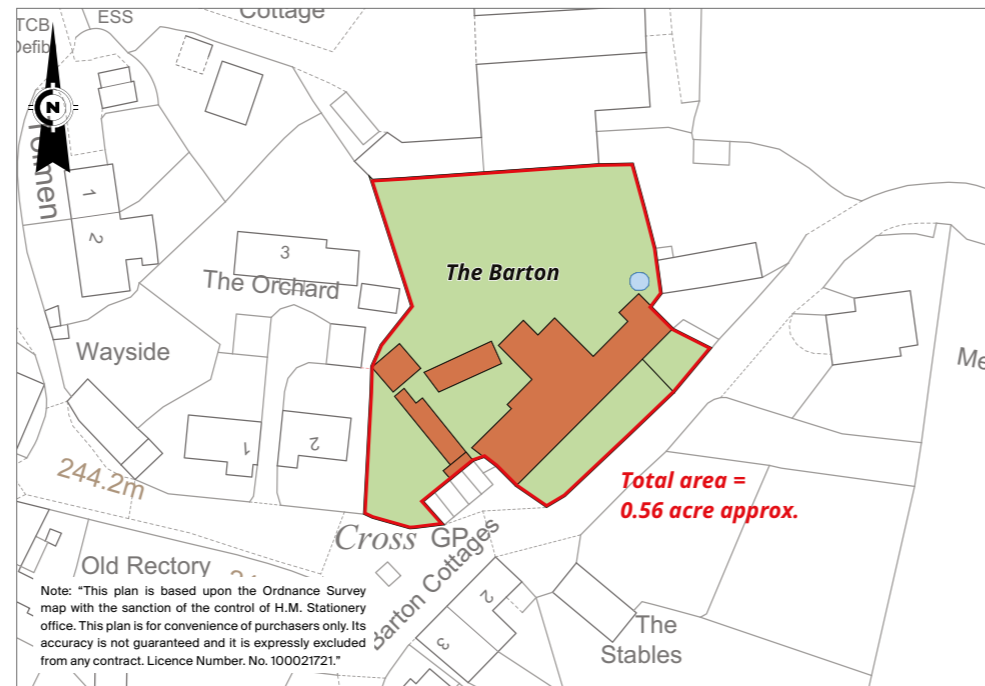 TCB
Defib
ESS
Cottage
N
Tolmen
1
2
3
The Orchard
The Barton
Wayside
1
2
244.2m
Me
Total area =
0.56 acre approx.
Cross
GP
Barton Cottages
2
3
Old Rectory
The
Stables
Note: “This plan is based upon the Ordnance Survey
map with the sanction of the control of H.M. Stationery
office. This plan is for convenience of purchasers only. Its
accuracy is not guaranteed and it is expressly excluded
from any contract. Licence Number. No. 100021721.”